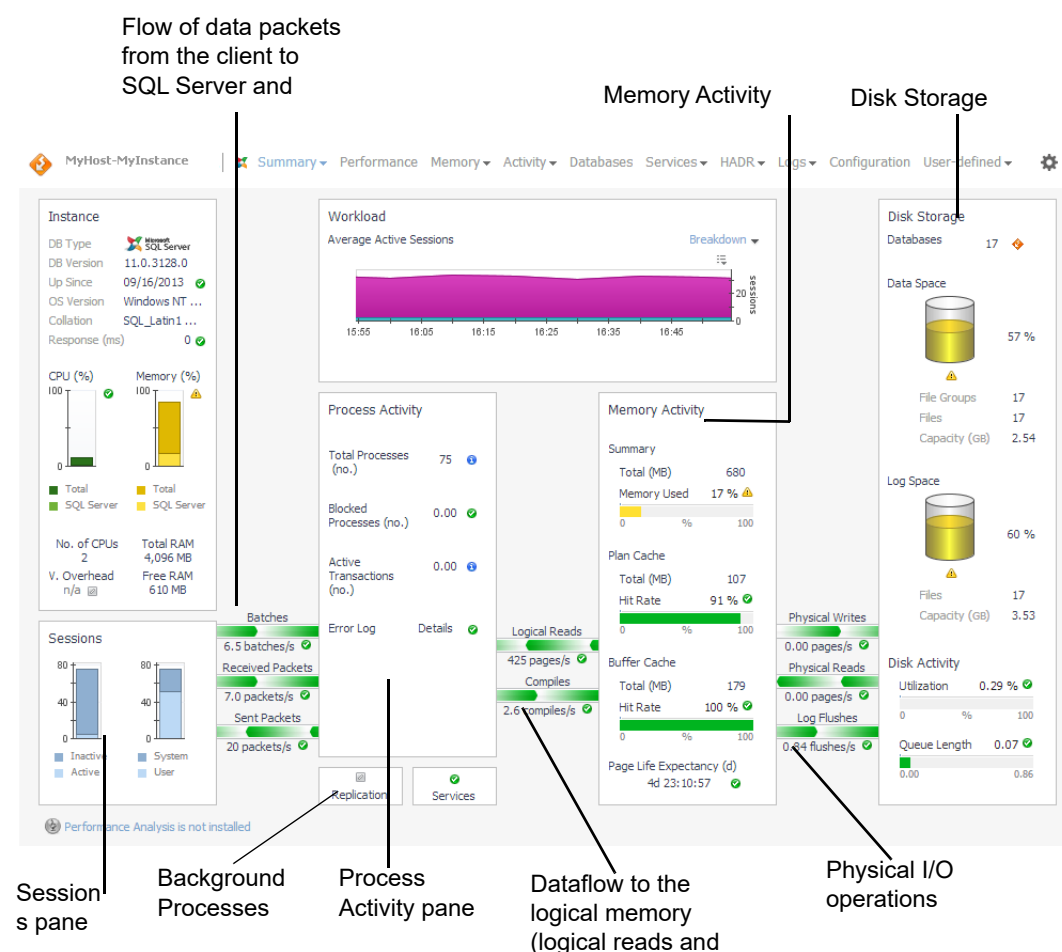 Flow of data packets
from the client to
SQL Server and
Memory Activity
Disk Storage
MyHost-MyInstance
Summary Performance Memory Activity Databases Services HADR Logs Configuration User-defined
Instance
DB Type Microsoft SQL Server
DB Version 11.0.3128.0
Up Since 09/16/2013
OS Version Windows NT ...
Collation SQL_Latin1 ...
Response (ms) 0
CPU (%) Memory (%)
100 100
0 0
Total Total
SQL Server SQL Server
No. of CPUs Total RAM
2 4,096 MB
V. Overhead Free RAM
n/a 610 MB
Sessions
80 80
40 40
0 0
Inactive System
Active User
Performance Analysis is not installed
Batches
6.5 batches/s
Received Packets
7.0 packets/s
Sent Packets
20 packets/s
Workload
Average Active Sessions Breakdown
20
0
sessions
15:55 16:05 16:15 16:25 16:35 16:45
Process Activity
Total Processes
(no.) 75
Blocked
Processes (no.) 0.00
Active
Transactions
(no.) 0.00
Error Log Details
Replication Services
Logical Reads
425 pages/s
Compiles
2.6 compiles/s
Memory Activity
Summary
Total (MB) 680
Memory Used 17 %
0 % 100
Plan Cache
Total (MB) 107
Hit Rate 91 %
0 % 100
Buffer Cache
Total (MB) 179
Hit Rate 100 %
0 % 100
Page Life Expectancy (d)
4d 23:10:57
Physical Writes
0.00 pages/s
Physical Reads
0.00 pages/s
Log Flushes
0.84 flushes/s
Disk Storage
Databases 17
Data Space
57 %
File Groups 17
Files 17
Capacity (GB) 2.54
Log Space
60 %
Files 17
Capacity (GB) 3.53
Disk Activity
Utilization 0.29 %
0 % 100
Queue Length 0.07
0.00 0.86
Session
s pane
Background
Processes
Process
Activity pane
Dataflow to the
logical memory
(logical reads and
Physical I/O
operations